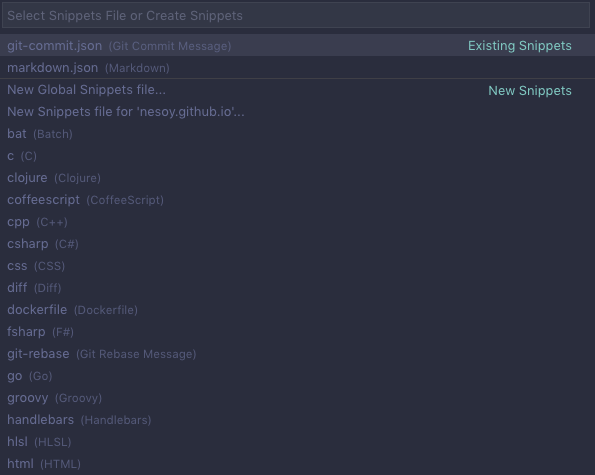 Select Snippets File or Create Snippets
git-commit.json (Git Commit Message) Existing Snippets
markdown.json (Markdown)
New Global Snippets file... New Snippets
New Snippets file for 'nesoy.github.io'...
bat (Batch)
c (C)
clojure (Clojure)
coffeescript (CoffeeScript)
cpp (C++)
csharp (C#)
css (CSS)
diff (Diff)
dockerfile (Dockerfile)
fsharp (F#)
git-rebase (Git Rebase Message)
go (Go)
groovy (Groovy)
handlebars (Handlebars)
hlsl (HLSL)
html (HTML)